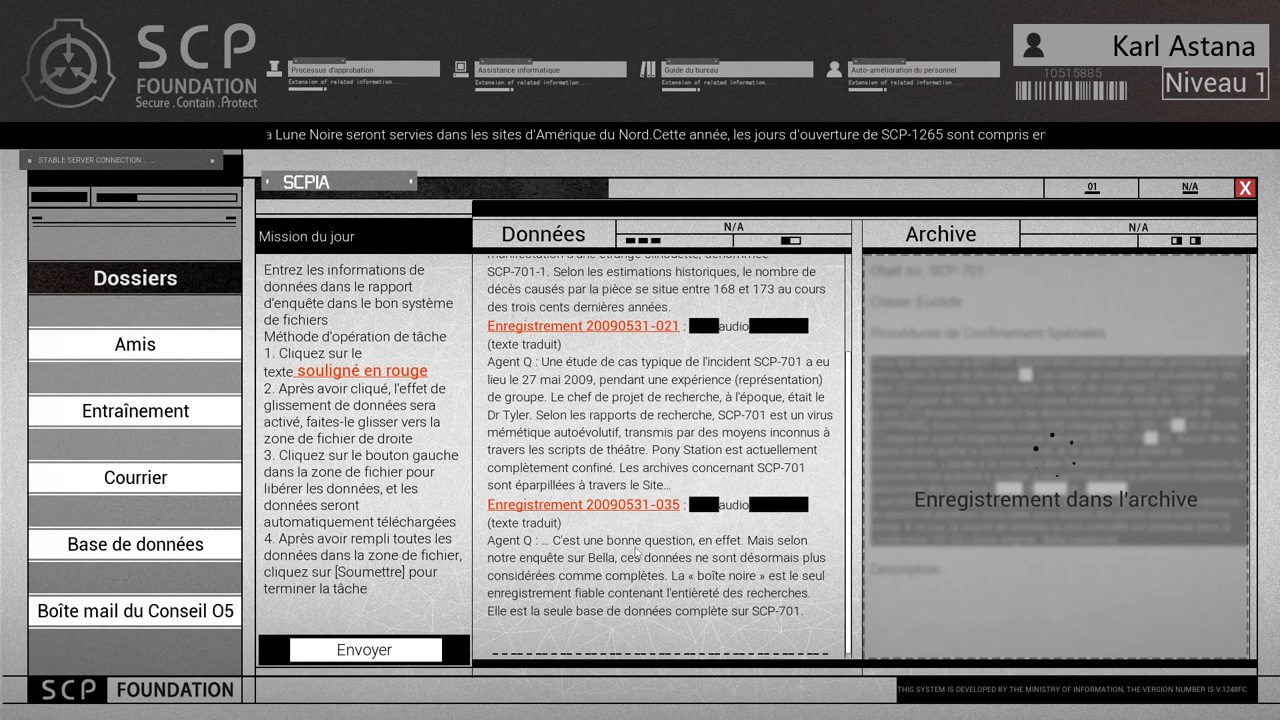 SCP
FOUNDATION
Secure .Contain .Protect
Processus d'approbation
Extension of related information....
Assistance informatique
Extension of related information....
Guide du bureau
Extension of related information....
Auto-amélioration du personnel
Extension of related information....
Karl Astana
10515885
Niveau 1
a Lune Noire seront servies dans les sites d'Amérique du Nord.Cette année, les jours d'ouverture de SCP-1265 sont compris en
STABLE SERVER CONNECTION ... ...
SCPIA
01
N/A
X
Dossiers
Amis
Entraînement
Courrier
Base de données
Boîte mail du Conseil O5
Mission du jour
Entrez les informations de
données dans le rapport
d'enquête dans le bon système
de fichiers
Méthode d'opération de tâche
1. Cliquez sur le
texte souligné en rouge
2. Après avoir cliqué, l'effet de
glissement de données sera
activé, faites-le glisser vers la
zone de fichier de droite
3. Cliquez sur le bouton gauche
dans la zone de fichier pour
libérer les données, et les
données seront
automatiquement téléchargées
4. Après avoir rempli toutes les
données dans la zone de fichier,
cliquez sur [Soumettre] pour
terminer la tâche
Envoyer
Données
N/A
manifestation d'une étrange silhouette, dénommée
SCP-701-1. Selon les estimations historiques, le nombre de
décès causés par la pièce se situe entre 168 et 173 au cours
des trois cents dernières années.
Enregistrement 20090531-021 : audio
(texte traduit)
Agent Q : Une étude de cas typique de l'incident SCP-701 a eu
lieu le 27 mai 2009, pendant une expérience (représentation)
de groupe. Le chef de projet de recherche, à l'époque, était le
Dr Tyler. Selon les rapports de recherche, SCP-701 est un virus
mémétique autoévolutif, transmis par des moyens inconnus à
travers les scripts de théâtre. Pony Station est actuellement
complètement confiné. Les archives concernant SCP-701
sont éparpillées à travers le Site...
Enregistrement 20090531-035 : audio
(texte traduit)
Agent Q : ... C'est une bonne question, en effet. Mais selon
notre enquête sur Bella, ces données ne sont désormais plus
considérées comme complètes. La « boîte noire » est le seul
enregistrement fiable contenant l'entièreté des recherches.
Elle est la seule base de données complète sur SCP-701.
Archive
N/A
Objet no : SCP-701
Classe: Euclide
Procédures de Confinement Spéciales
Enregistrement dans l'archive
Description
SCP FOUNDATION
THIS SYSTEM IS DEVELOPED BY THE MINISTRY OF INFORMATION, THE VERSION NUMBER IS V.1248FC